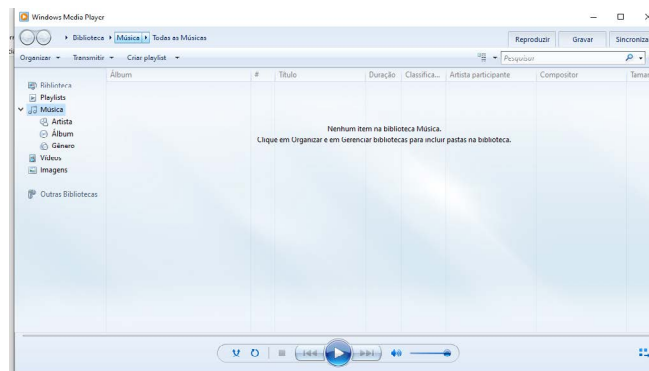 Windows Media Player
Biblioteca Música Todas as Músicas
Reproduzir Gravar Sincroniza
Organizar Transmitir Criar playlist Pesquisar
Álbum # Título Duração Classifica... Artista participante Compositor Taman
Biblioteca
Playlists
Música
Artista
Álbum
Gênero
Vídeos
Imagens
Outras Bibliotecas
Nenhum item na biblioteca Música.
Clique em Organizar e em Gerenciar bibliotecas para incluir pastas na biblioteca.